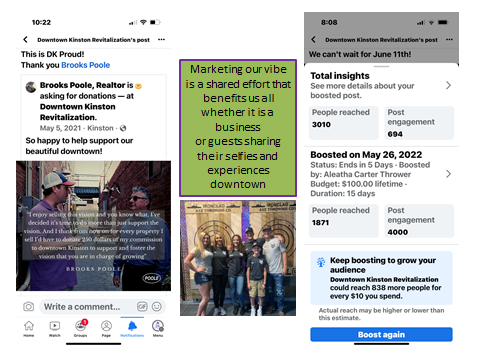 10:22
Downtown Kinston Revitalization's post
This is DK Proud!
Thank you Brooks Poole
Brooks Poole, Realtor is
asking for donations — at
Downtown Kinston
Revitalization.
May 5, 2021 · Kinston ·
So happy to help support our
beautiful downtown!
"I enjoy selling this vision and you know what, I've
decided it's time to do more than just support the
vision. And I think from now on for every property I
sell I'd love to donate 250 dollars of my commission
to downtown Kinston to support and foster the
vision that you are in charge of growing"
BROOKS POOLE
POOLE
Write a comment...
GIF
Home
Watch
Groups
Page
Notifications
Menu
Marketing our vibe
is a shared effort that
benefits us all
whether it is a
business
or guests sharing
their selfies and
experiences
downtown
IRONCLAD
AXE THROWING CO
8:08
Downtown Kinston Revitalization's post
We can't wait for June 11th!
Total insights
See more details about your
boosted post.
People reached
3010
Post
engagement
694
Boosted on May 26, 2022
Status: Ends in 5 Days · Boosted
by: Aleatha Carter Thrower
Budget: $100.00 lifetime ·
Duration: 15 days
People reached
1871
Post
engagement
4000
Keep boosting to grow your
audience
Downtown Kinston Revitalization
could reach 838 more people for
every $10 you spend.
Actual reach may be higher or lower than
this estimate.
Boost again